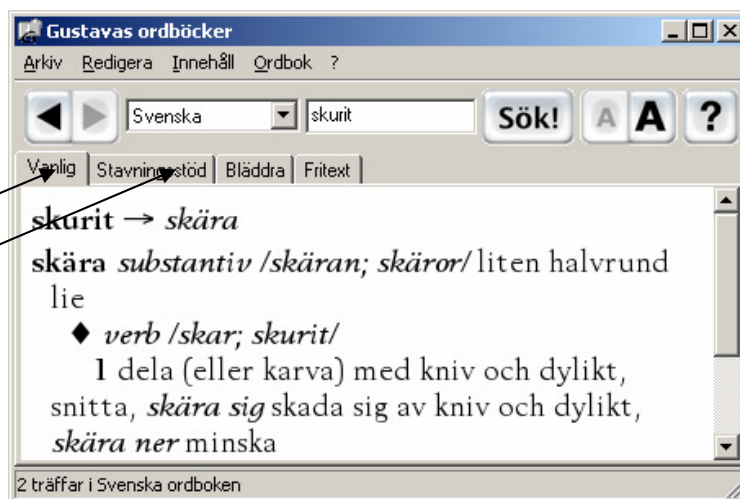 Gustavas ordböcker
Arkiv Redigera Innehåll Ordbok ?
Svenska skurit Sök! A A ?
Vanlig Stavningsstöd Bläddra Fritext
skurit → skära
skära substantiv /skäran; skäror/ liten halvrund
lie
♦ verb /skar; skurit/
1 dela (eller karva) med kniv och dylikt,
snitta, skära sig skada sig av kniv och dylikt,
skära ner minska
2 träffar i Svenska ordboken